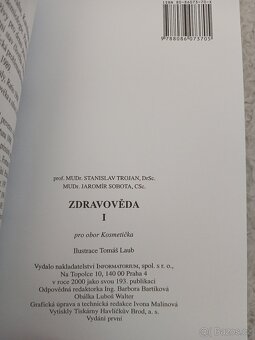 ISBN 80-86073-70-X
9788086073705
prof. MUDr. STANISLAV TROJAN, DrSc.
MUDr. JAROMÍR SOBOTA, CSc.
ZDRAVOVĚDA
I
pro obor Kosmetička
Ilustrace Tomáš Laub
Vydalo nakladatelství INFORMATORIUM, spol. s r. o.,
Na Topolce 10, 140 00 Praha 4
v roce 2000 jako svou 193. publikaci
Odpovědná redaktorka Ing. Barbora Bartíková
Obálka Luboš Walter
Grafická úprava a technická redakce Ivona Malinová
Vytiskly Tiskárny Havlíčkův Brod, a. s.
Vydání první